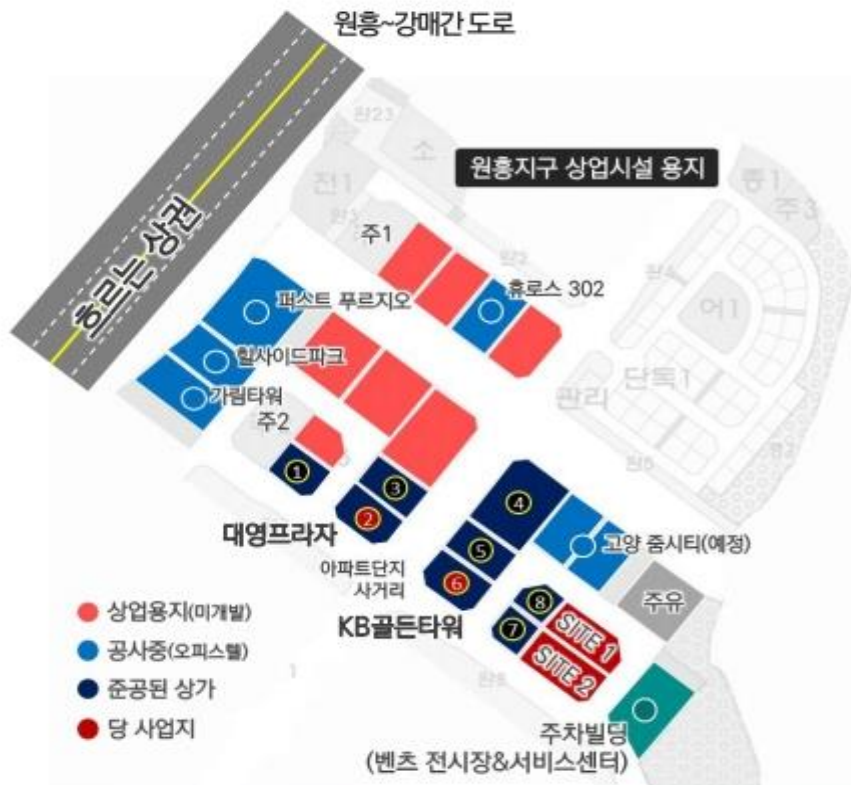 원흥~강매간 도로
원23
소
원흥지구 상업시설 용지
전1
종1
주3
주1
흐르는 상권
퍼스트 푸르지오
휴로스 302
어1
힐사이드파크
단독1
관리
가림타워
주2
1
3
4
2
대영프라자
고양 줌시티(예정)
5
아파트단지
사거리
6
주유
8
KB골든타워
7
SITE 1
SITE 2
상업용지(미개발)
공사중(오피스텔)
준공된 상가
당 사업지
주차빌딩
(벤츠 전시장&서비스센터)